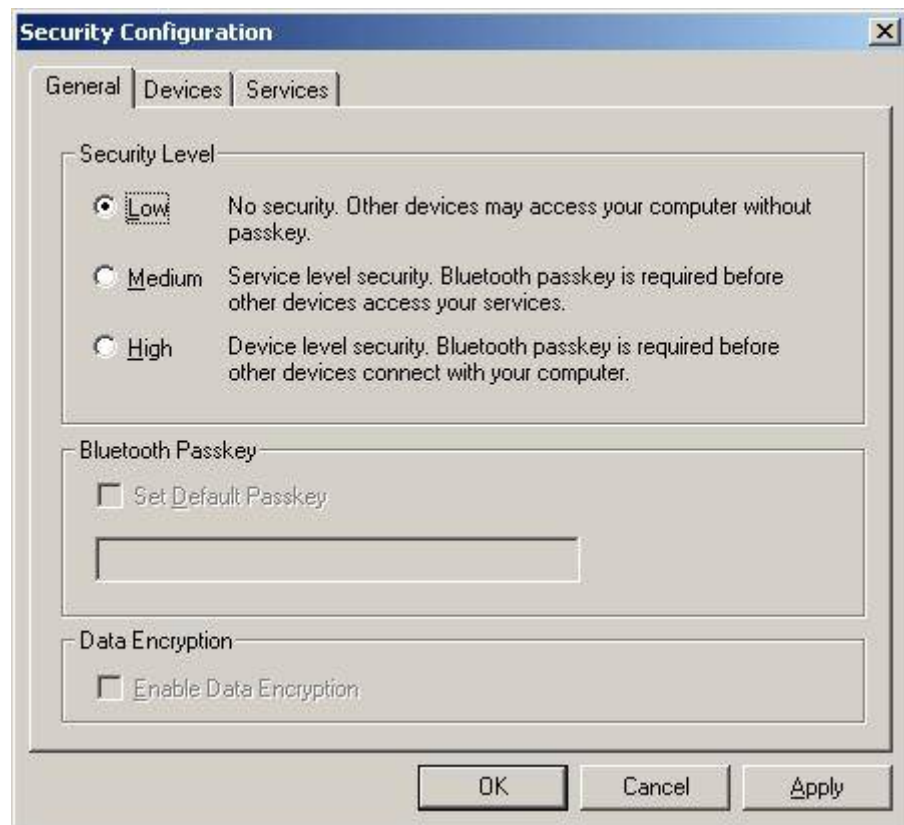 Security Configuration
General Devices Services
Security Level
Low No security. Other devices may access your computer without
passkey.
Medium Service level security. Bluetooth passkey is required before
other devices access your services.
High Device level security. Bluetooth passkey is required before
other devices connect with your computer.
Bluetooth Passkey
Set Default Passkey
Data Encryption
Enable Data Encryption
OK Cancel Apply